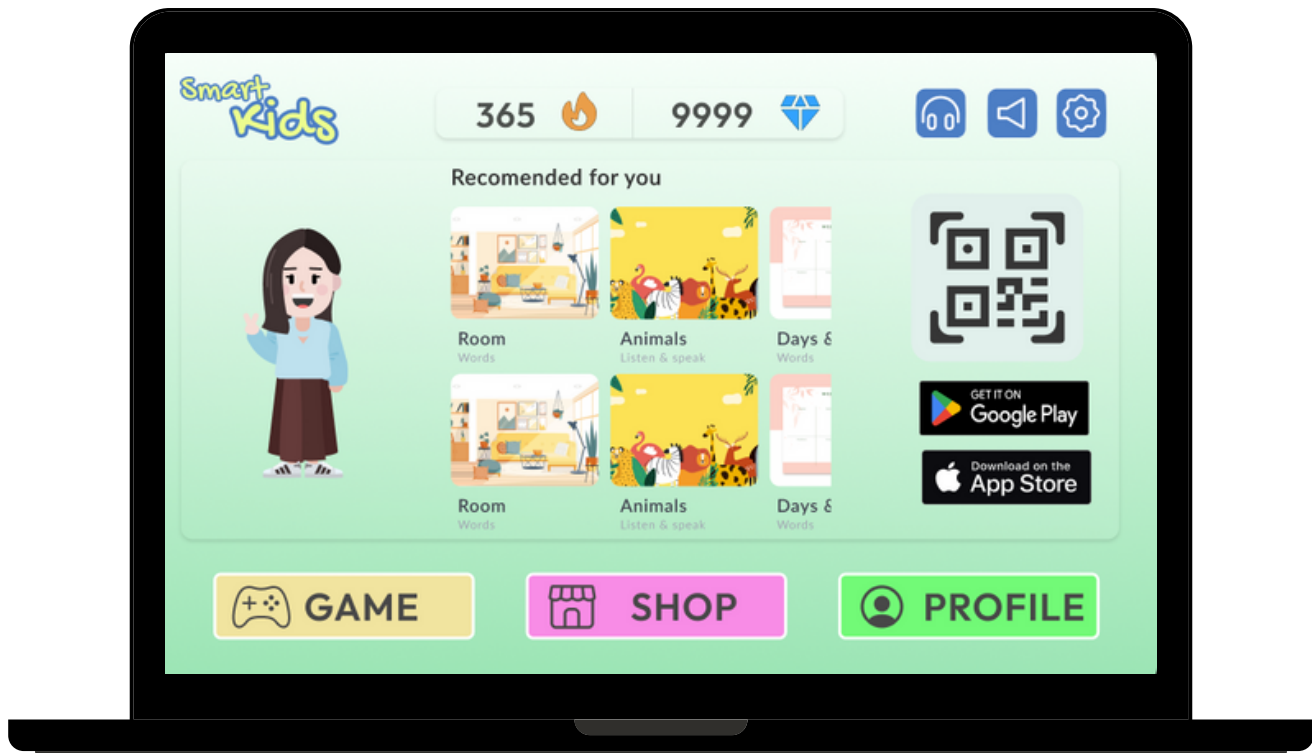 Smart
Kids
365
9999
Recomended for you
Room
Words
Animals
Listen & speak
Days &
Words
Room
Words
Animals
Listen & speak
Days &
Words
GET IT ON
Google Play
Download on the
App Store
GAME
SHOP
PROFILE